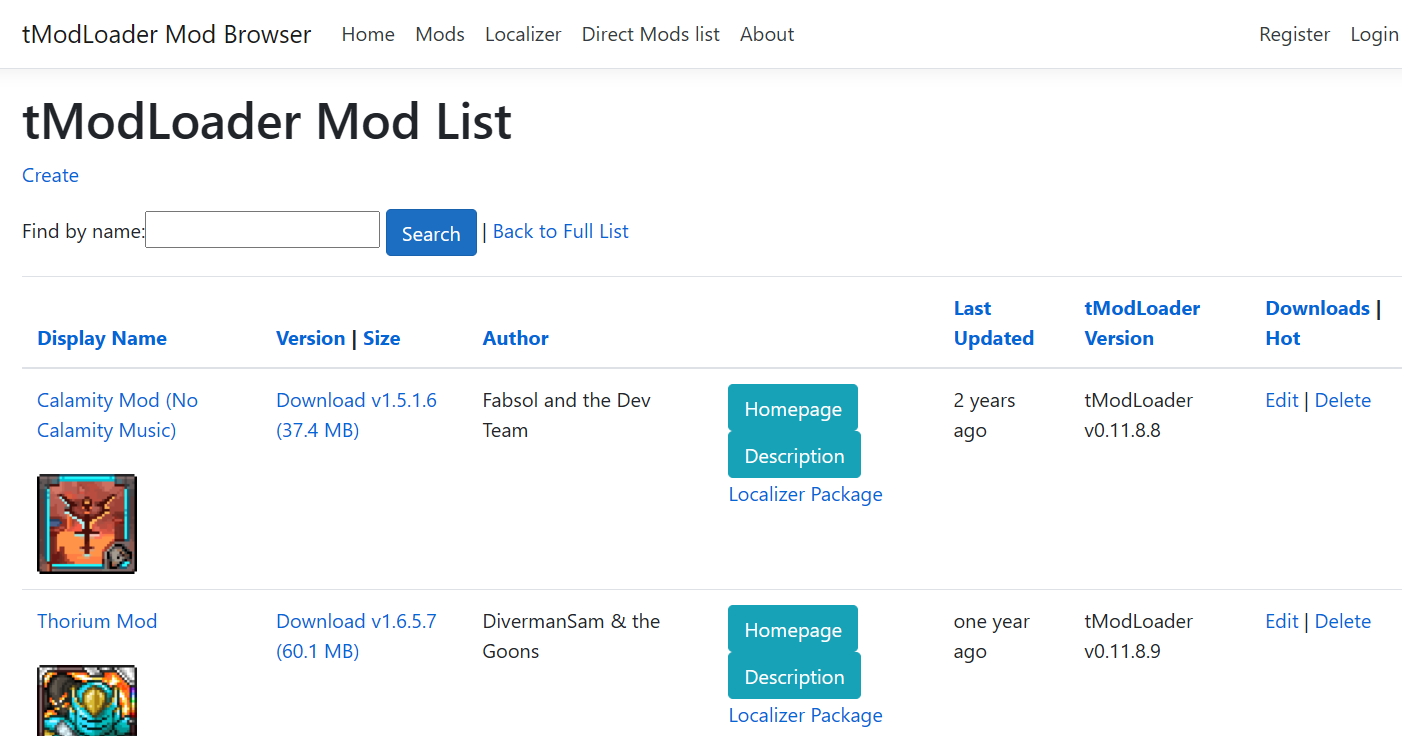 tModLoader Mod Browser Home Mods Localizer Direct Mods list About Register Login
tModLoader Mod List
Create
Find by name: Search | Back to Full List
Display Name Version | Size Author Last Updated tModLoader Version Downloads | Hot
Calamity Mod (No Calamity Music) Download v1.5.1.6 (37.4 MB) Fabsol and the Dev Team Homepage Description Localizer Package 2 years ago tModLoader v0.11.8.8 Edit | Delete
Thorium Mod Download v1.6.5.7 (60.1 MB) DivermanSam & the Goons Homepage Description Localizer Package one year ago tModLoader v0.11.8.9 Edit | Delete